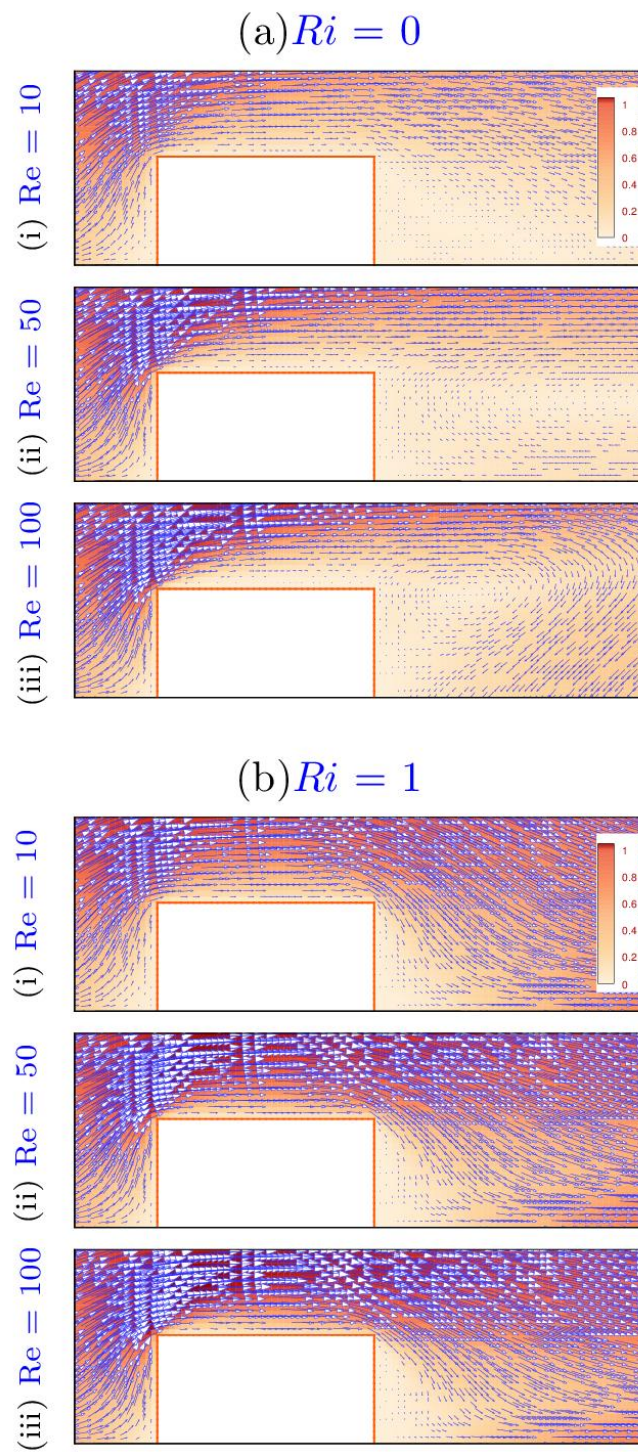 (a)Ri = 0
(i) Re = 10
1
0.8
0.6
0.4
0.2
0
(ii) Re = 50
(iii) Re = 100
(b)Ri = 1
(i) Re = 10
1
0.8
0.6
0.4
0.2
0
(ii) Re = 50
(iii) Re = 100